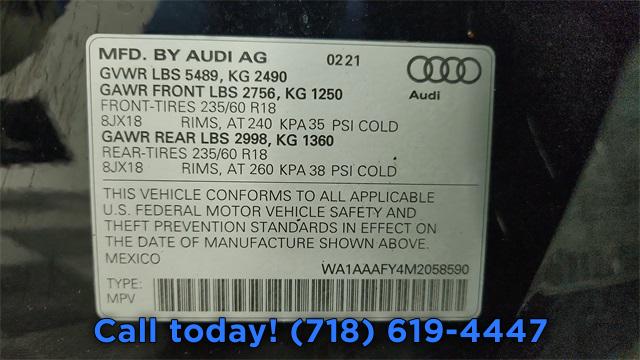 MFD. BY AUDI AG 02 21
GVWR LBS 5489, KG 2490
GAWR FRONT LBS 2756, KG 1250
FRONT-TIRES 235/60 R18
8JX18 RIMS, AT 240 KPA 35 PSI COLD
GAWR REAR LBS 2998, KG 1360
REAR-TIRES 235/60 R18
8JX18 RIMS, AT 260 KPA 38 PSI COLD
Audi
THIS VEHICLE CONFORMS TO ALL APPLICABLE
U.S. FEDERAL MOTOR VEHICLE SAFETY AND
THEFT PREVENTION STANDARDS IN EFFECT ON
THE DATE OF MANUFACTURE SHOWN ABOVE.
MEXICO
WA1AAAFY4M2058590
TYPE:
MPV
Call today! (718) 619-4447